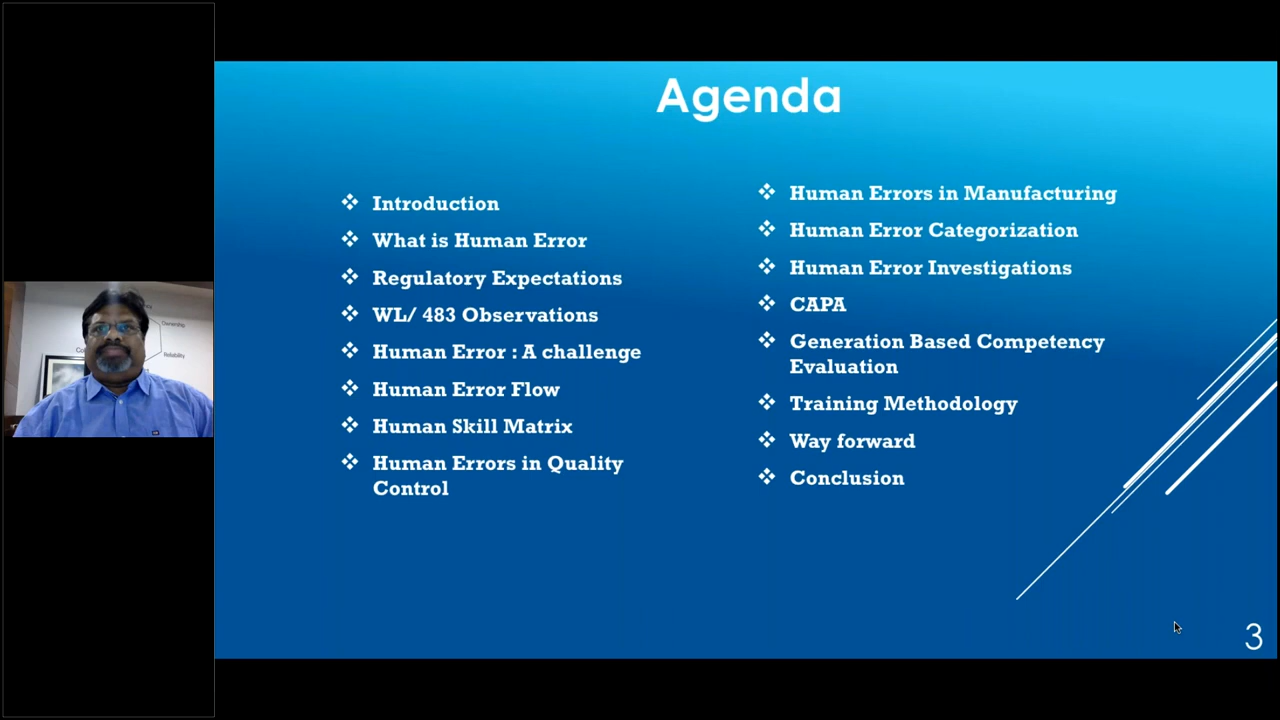 Agenda
Introduction
What is Human Error
Regulatory Expectations
WL/ 483 Observations
Human Error : A challenge
Human Error Flow
Human Skill Matrix
Human Errors in Quality
Control
Human Errors in Manufacturing
Human Error Categorization
Human Error Investigations
CAPA
Generation Based Competency
Evaluation
Training Methodology
Way forward
Conclusion
3
Ownership
Reliability